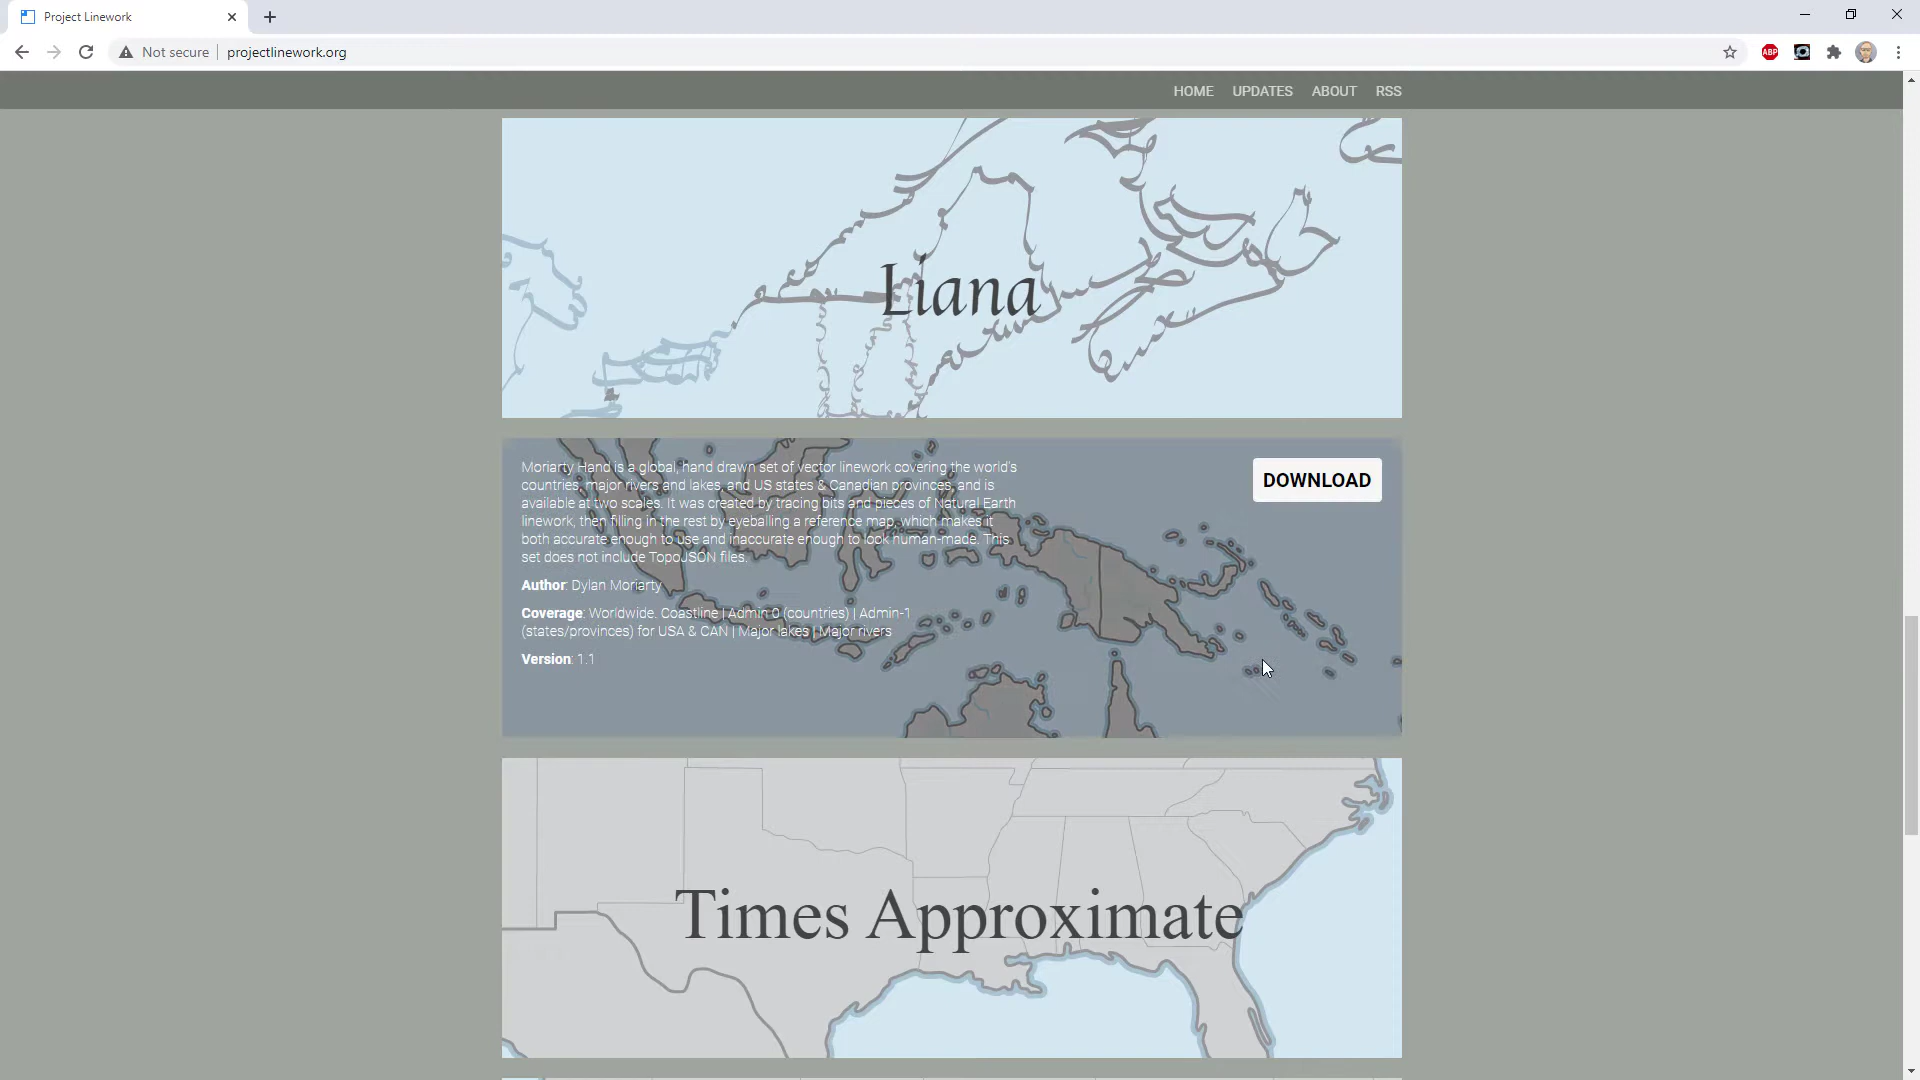 Project Linework
Not secure
projectlinework.org
ABP
HOME UPDATES ABOUT RSS
Liana
Moriarty Hand is a global, hand drawn set of vector linework covering the world's
countries, major rivers and lakes, and US states & Canadian provinces, and is
available at two scales. It was created by tracing bits and pieces of Natural Earth
linework, then filling in the rest by eyeballing a reference map, which makes it
both accurate enough to use and inaccurate enough to look human-made. This
set does not include TopoJSON files.
DOWNLOAD
Author: Dylan Moriarty
Coverage: Worldwide. Coastline | Admin 0 (countries) | Admin-1
(states/provinces) for USA & CAN | Major lakes | Major rivers
Version: 1.1
Times Approximate